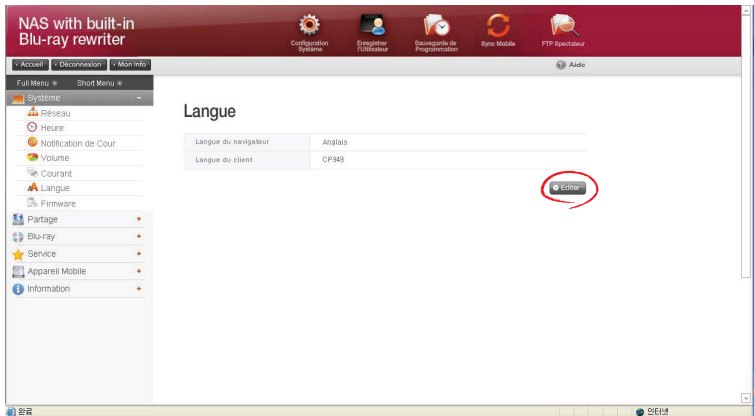 NAS with built-in
Blu-ray rewriter
Configuration
Système
Enregistrer
l'Utilisateur
Sauvegarde de
Programmation
Sync Mobile
FTP Spectateur
Accueil
Déconnexion
Mon Info
Aide
Full Menu
Short Menu
Système
Réseau
Heure
Notification de Cour
Volume
Courant
Langue
Firmware
Partage
Blu-ray
Service
Appareil Mobile
Information
Langue
Langue du navigateur
Anglais
Langue du client
CP949
Editar
완료
인터넷